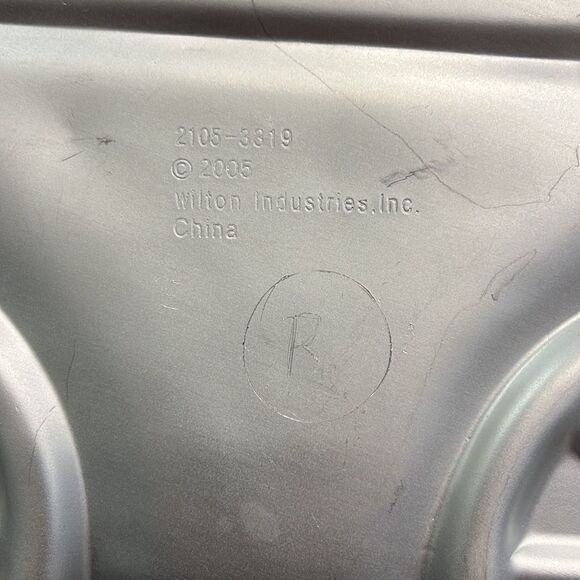 2105-3319
© 2005
Wilton Industries,Inc.
China
R